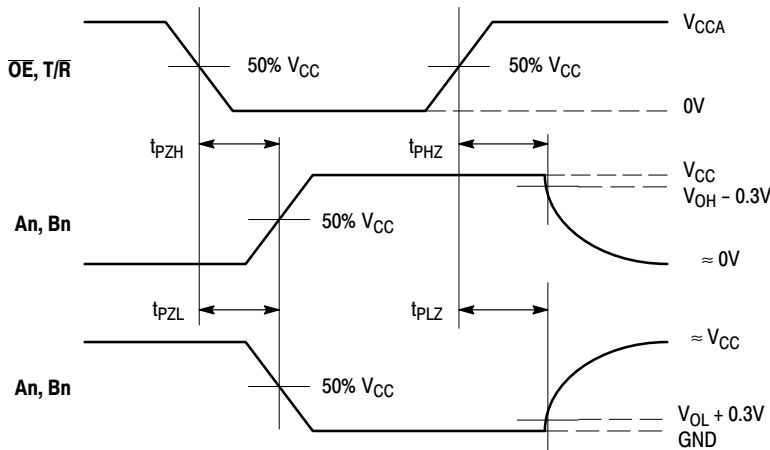 V_CCA
O̅E̅, T/R̅
50% V_CC
50% V_CC
0V
t_PZH
t_PHZ
V_CC
V_OH – 0.3V
An, Bn
50% V_CC
≈ 0V
t_PZL
t_PLZ
≈ V_CC
An, Bn
50% V_CC
V_OL + 0.3V
GND